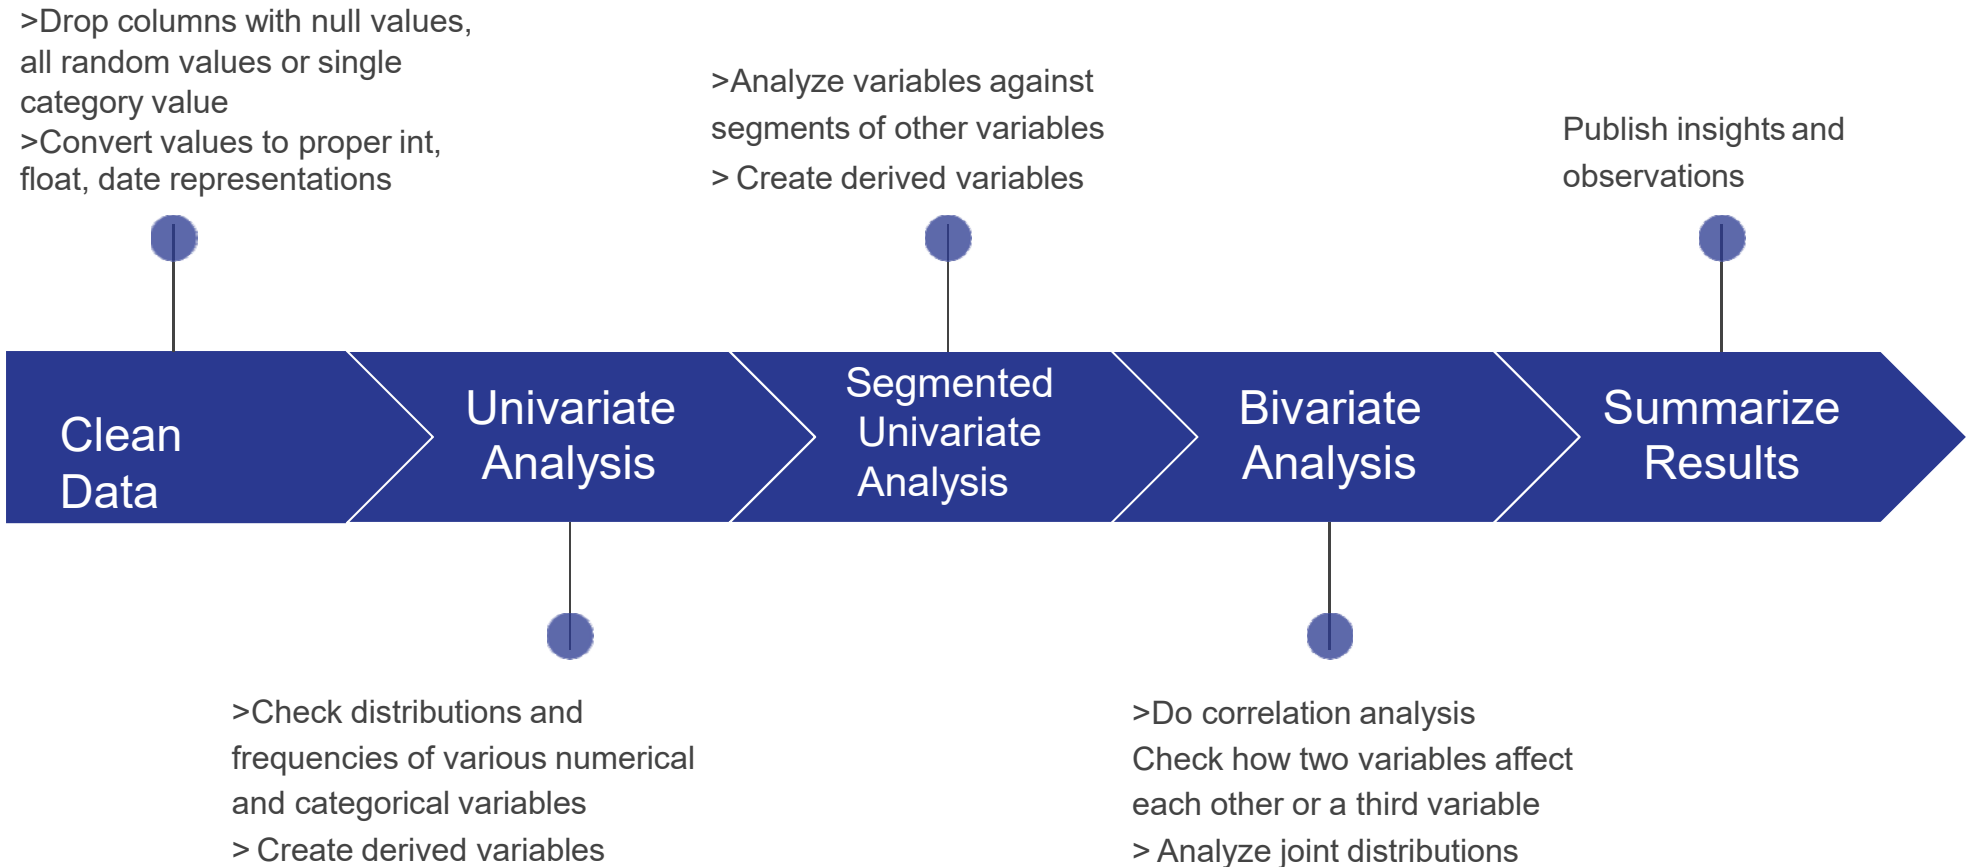 >Drop columns with null values,
all random values or single
category value
>Convert values to proper int,
float, date representations
>Analyze variables against
segments of other variables
> Create derived variables
Publish insights and
observations
Clean
Data
Univariate
Analysis
Segmented
Univariate
Analysis
Bivariate
Analysis
Summarize
Results
>Check distributions and
frequencies of various numerical
and categorical variables
> Create derived variables
>Do correlation analysis
Check how two variables affect
each other or a third variable
> Analyze joint distributions